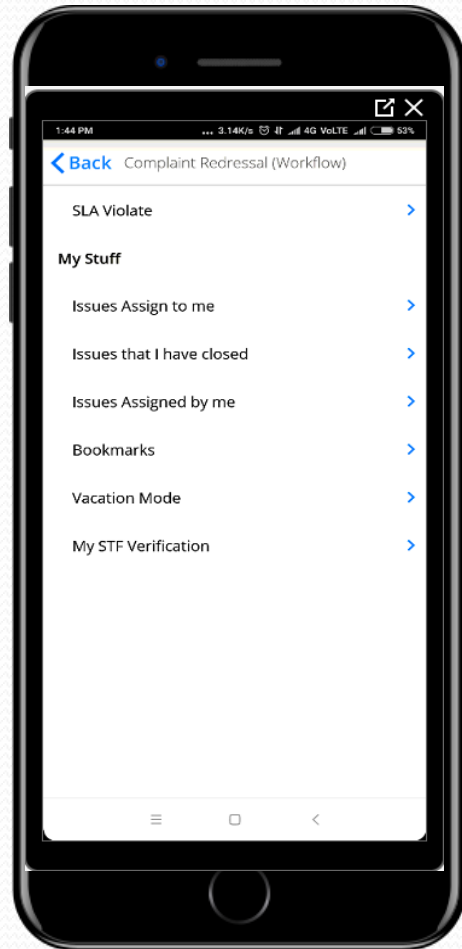 1:44 PM ... 3.14K/s 4G VoLTE 53%
Back Complaint Redressal (Workflow)
SLA Violate
My Stuff
Issues Assign to me
Issues that I have closed
Issues Assigned by me
Bookmarks
Vacation Mode
My STF Verification